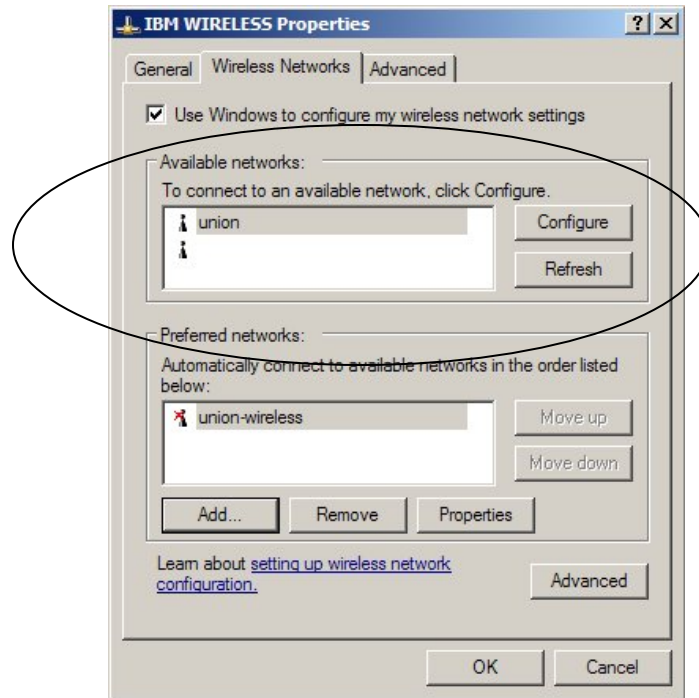 IBM WIRELESS Properties
General Wireless Networks Advanced
Use Windows to configure my wireless network settings
Available networks:
To connect to an available network, click Configure.
union
Configure
Refresh
Preferred networks:
Automatically connect to available networks in the order listed
below:
union-wireless
Move up
Move down
Add... Remove Properties
Learn about setting up wireless network
configuration.
Advanced
OK Cancel